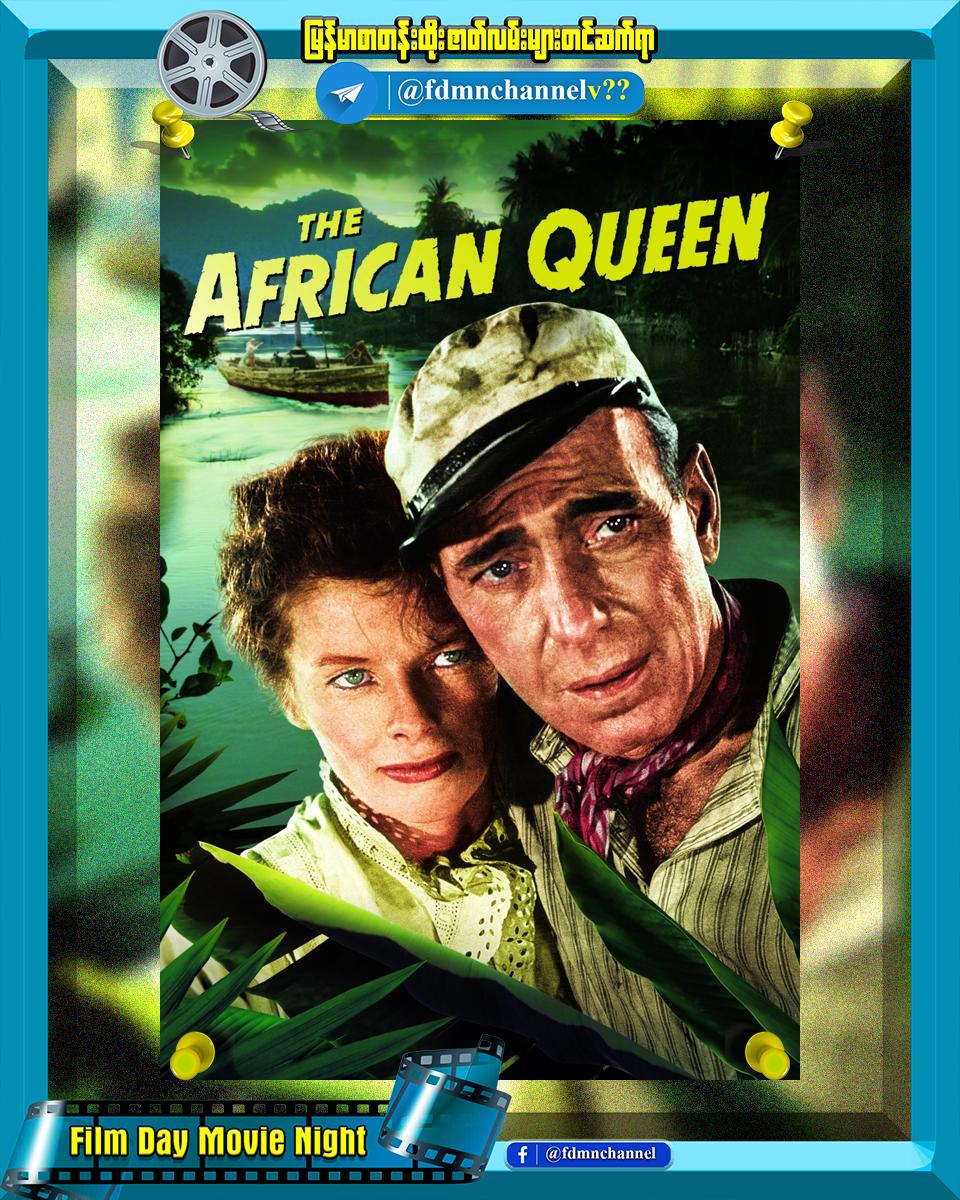 မြန်မာစာတန်းထိုးဇာတ်လမ်းများတင်ဆက်ရာ
@fdmnchannelv??
THE
AFRICAN QUEEN
Film Day Movie Night
@fdmnchannel